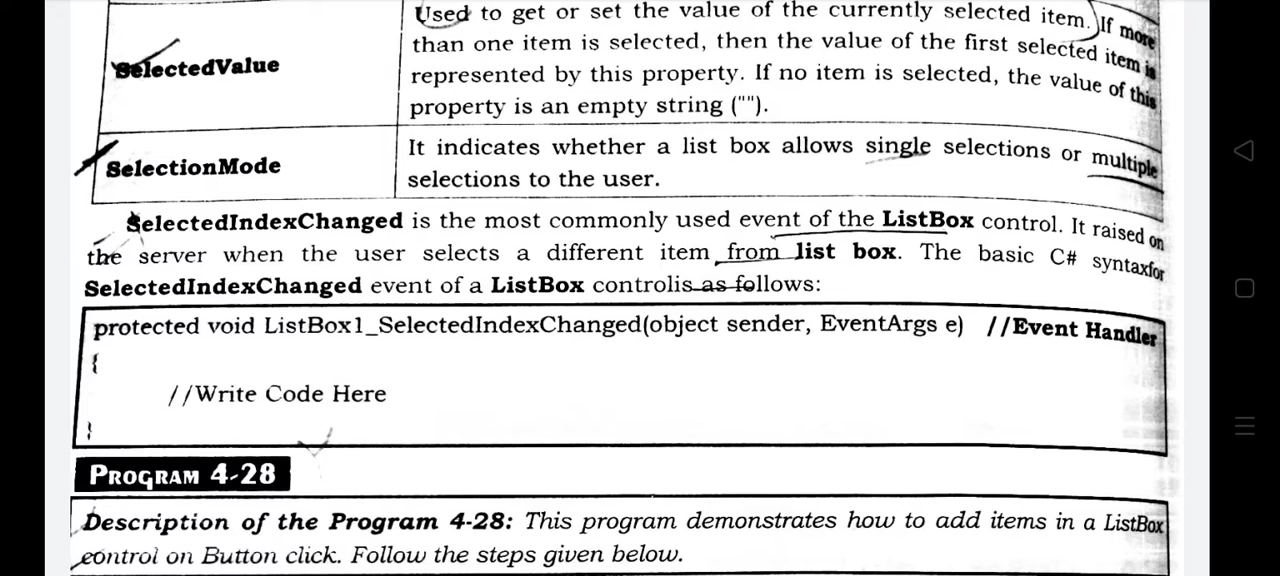 Used to get or set the value of the currently selected item. If more
than one item is selected, then the value of the first selected item is
SelectedValue
represented by this property. If no item is selected, the value of this
property is an empty string ("").
It indicates whether a list box allows single selections or multiple
SelectionMode
selections to the user.
SelectedIndexChanged is the most commonly used event of the ListBox control. It raised on
the server when the user selects a different item from list box. The basic C# syntaxfor
SelectedIndexChanged event of a ListBox controlis as follows:
protected void ListBox1_SelectedIndexChanged(object sender, EventArgs e) //Event Handler
{
//Write Code Here
}
PROGRAM 4-28
Description of the Program 4-28: This program demonstrates how to add items in a ListBox
control on Button click. Follow the steps given below.